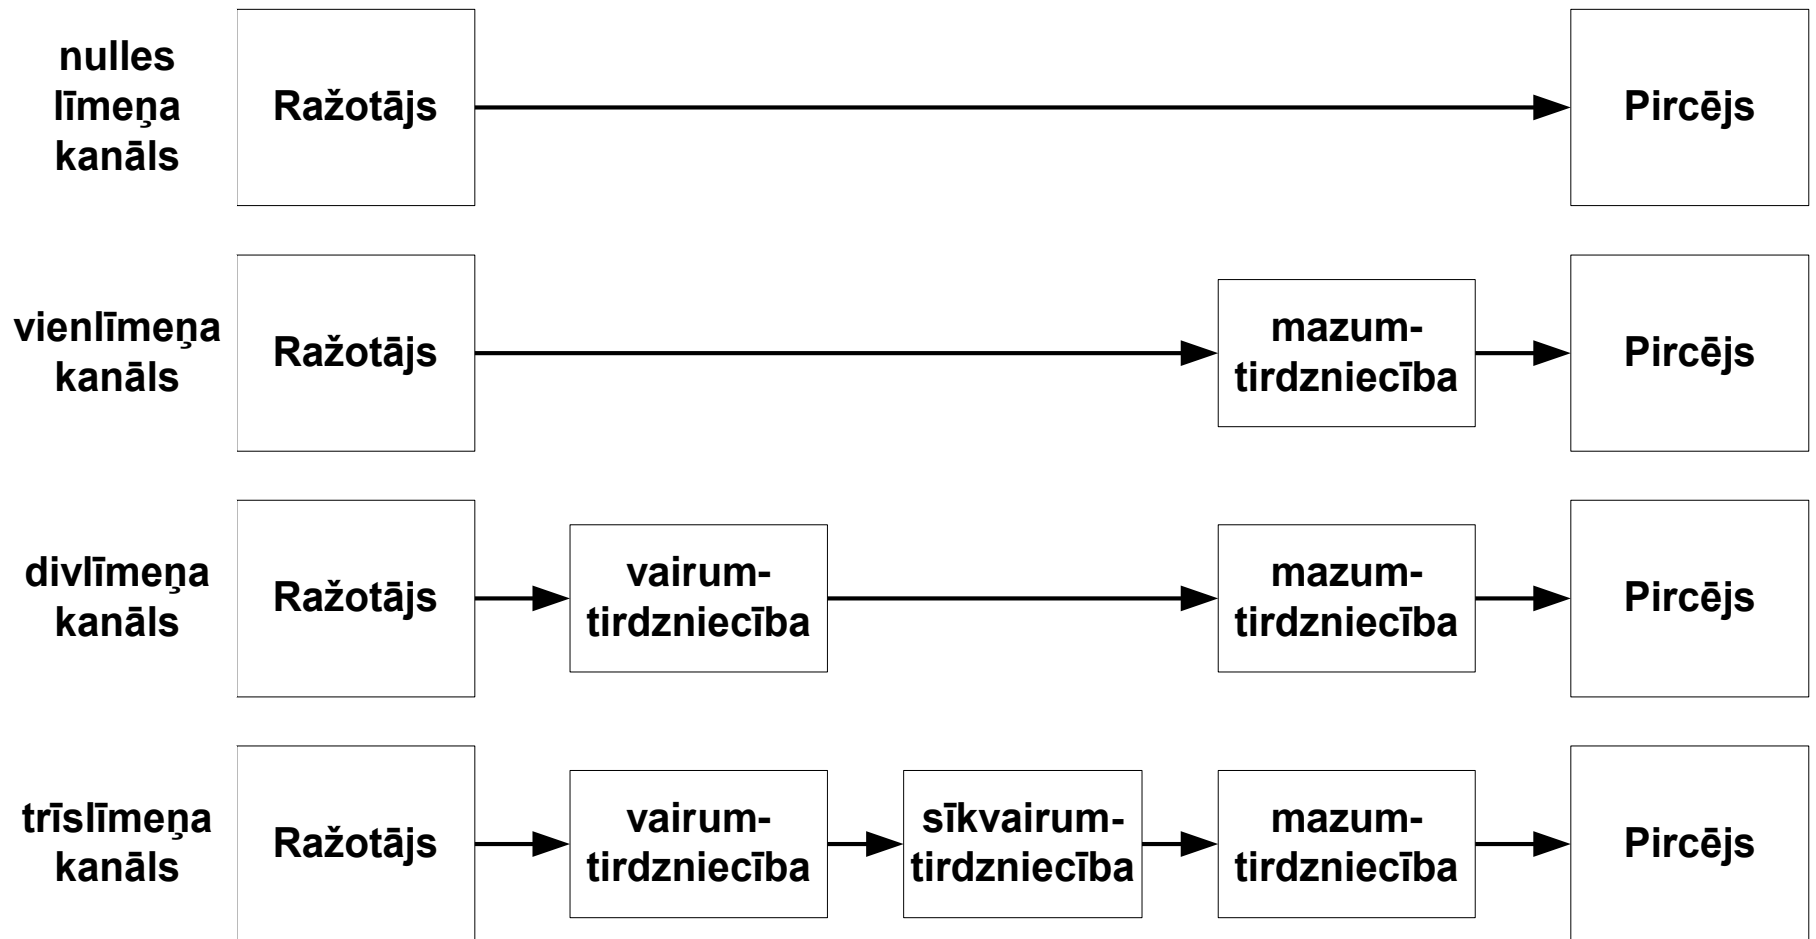 nulles
līmeņa
kanāls
Ražotājs
Pircējs
vienlīmeņa
kanāls
Ražotājs
mazum-
tirdzniecība
Pircējs
divlīmeņa
kanāls
Ražotājs
vairum-
tirdzniecība
mazum-
tirdzniecība
Pircējs
trīslīmeņa
kanāls
Ražotājs
vairum-
tirdzniecība
sīkvairum-
tirdzniecība
mazum-
tirdzniecība
Pircējs